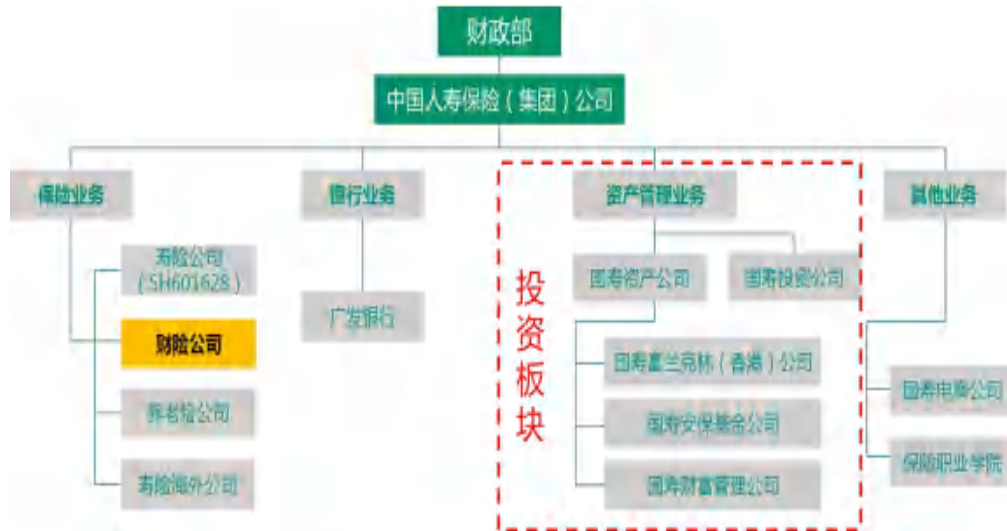 财政部
中国人寿保险（集团）公司
保险业务
银行业务
资产管理业务
其他业务
寿险公司
（SH601628）
财险公司
养老险公司
寿险海外公司
广发银行
投资板块
国寿资产公司
国寿投资公司
国寿富兰克林（香港）公司
国寿安保基金公司
国寿财富管理公司
国寿电商公司
保险职业学院